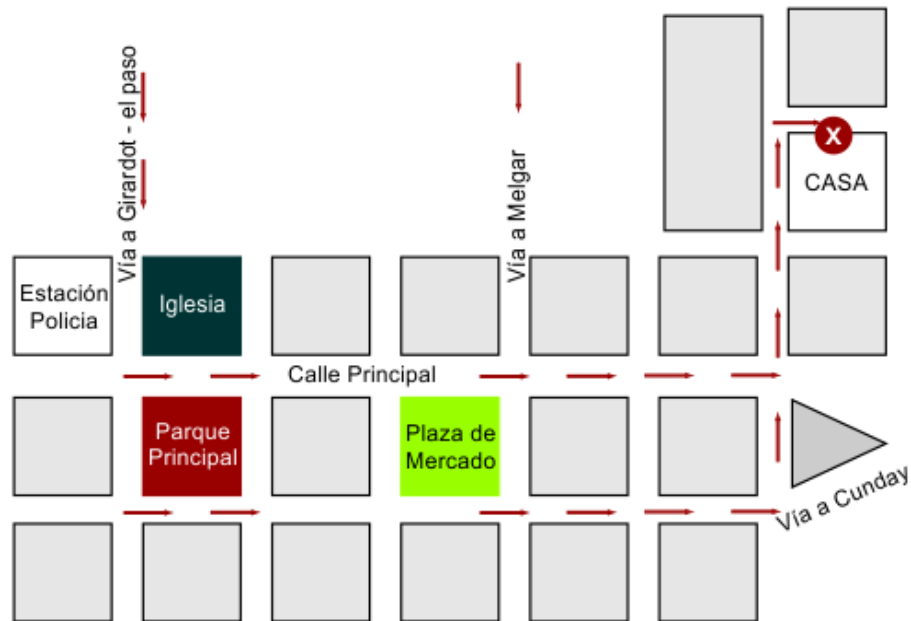 Vía a Girardot - el paso
Vía a Melgar
X
CASA
Estación
Policia
Iglesia
Calle Principal
Parque
Principal
Plaza de
Mercado
Vía a Cunday